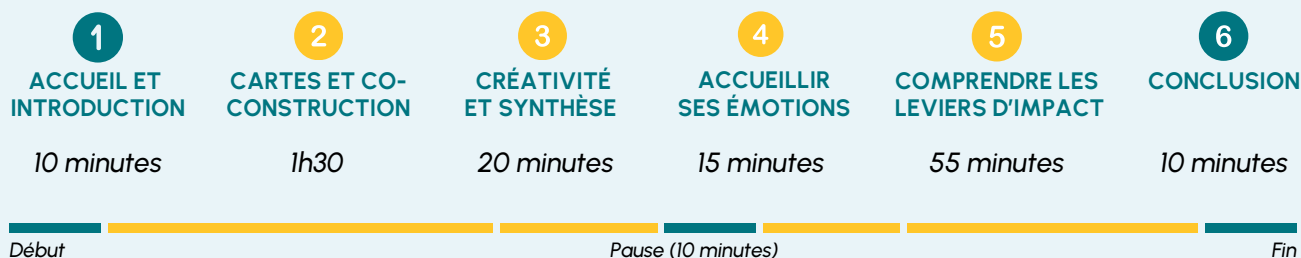 1
ACCUEIL ET
INTRODUCTION
10 minutes
2
CARTES ET CO-
CONSTRUCTION
1h30
3
CRÉATIVITÉ
ET SYNTHÈSE
20 minutes
4
ACCUEILLIR
SES ÉMOTIONS
15 minutes
5
COMPRENDRE LES
LEVIERS D'IMPACT
55 minutes
6
CONCLUSION
10 minutes
Début
Pause (10 minutes)
Fin